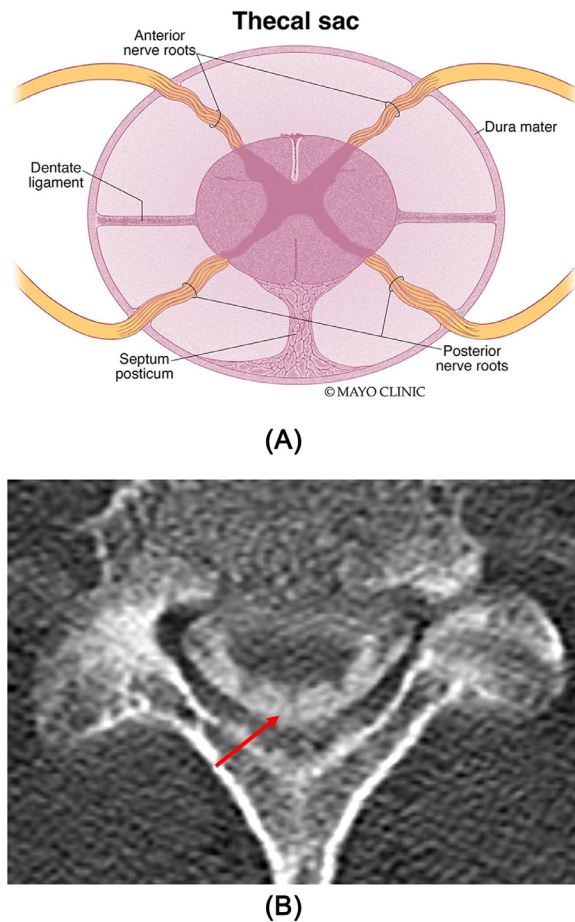 Thecal sac
Anterior
nerve roots
Dura mater
Dentate
ligament
Septum
posticum
Posterior
nerve roots
© MAYO CLINIC
(A)
(B)